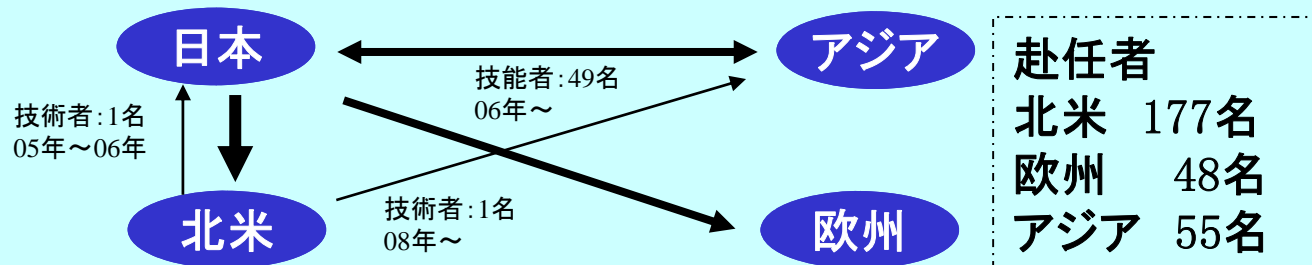 日本
アジア
技能者:49名
06年～
技術者:1名
05年～06年
北米
技術者:1名
08年～
欧州
赴任者
北米 177名
欧州 48名
アジア 55名